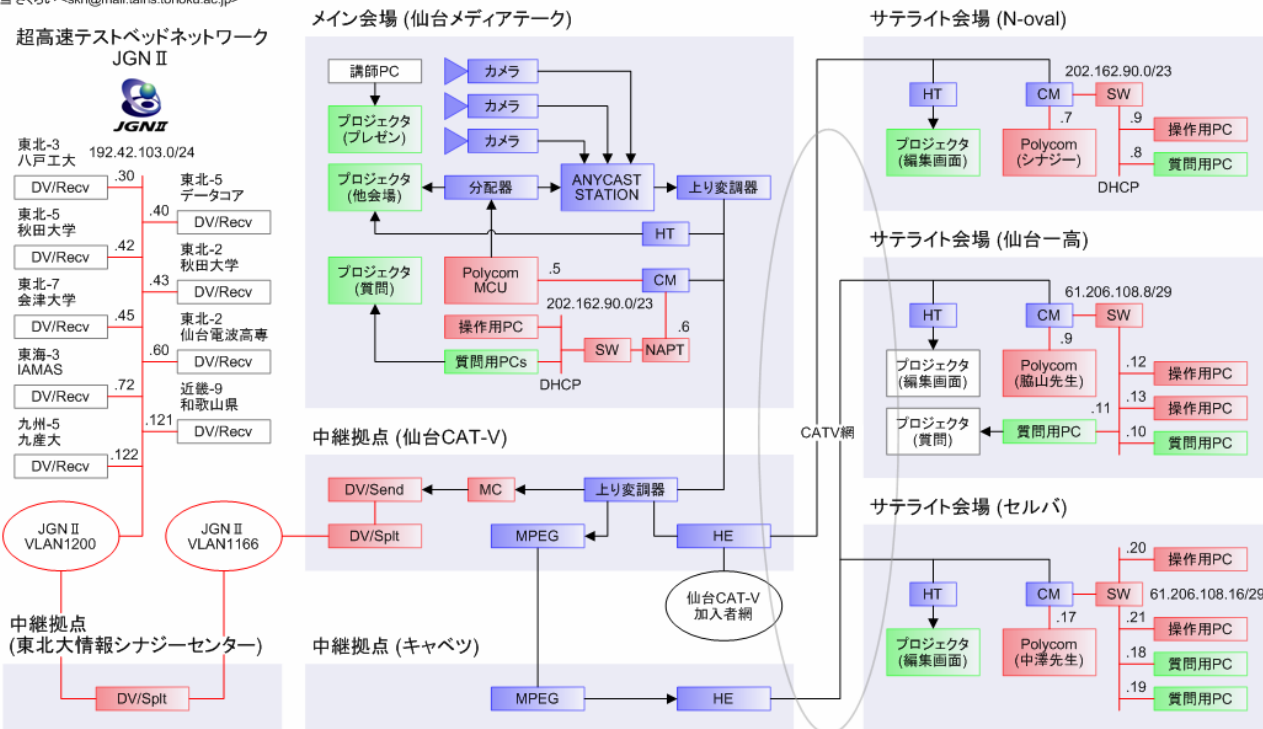 さくらい <skri@mail.tains.tohoku.ac.jp>
超高速テストベッドネットワーク
JGN II
JGNII
192.42.103.0/24
東北-3
八戸工大
DV/Recv
.30
東北-5
データコア
.40
DV/Recv
東北-5
秋田大学
DV/Recv
.42
東北-2
秋田大学
.43
DV/Recv
東北-7
会津大学
DV/Recv
.45
東北-2
仙台電波高専
.60
DV/Recv
東海-3
IAMAS
DV/Recv
.72
近畿-9
和歌山県
.121
DV/Recv
九州-5
九産大
DV/Recv
.122
JGN II
VLAN1200
JGN II
VLAN1166
中継拠点
(東北大情報シナジーセンター)
DV/Splt
メイン会場 (仙台メディアテーク)
講師PC
カメラ
カメラ
カメラ
プロジェクタ
(プレゼン)
プロジェクタ
(他会場)
分配器
ANYCAST
STATION
上り変調器
HT
プロジェクタ
(質問)
Polycom
MCU
.5
CM
202.162.90.0/23
操作用PC
.6
SW
NAPT
質問用PCs
DHCP
中継拠点 (仙台CAT-V)
DV/Send
MC
上り変調器
DV/Splt
MPEG
HE
仙台CAT-V
加入者網
中継拠点 (キャベツ)
MPEG
HE
CATV網
サテライト会場 (N-oval)
202.162.90.0/23
HT
CM
SW
.7
.9
操作用PC
プロジェクタ
(編集画面)
Polycom
(シナジー)
.8
質問用PC
DHCP
サテライト会場 (仙台一高)
61.206.108.8/29
HT
CM
SW
.9
プロジェクタ
(編集画面)
Polycom
(脇山先生)
.12
操作用PC
.13
操作用PC
プロジェクタ
(質問)
質問用PC
.11
.10
質問用PC
サテライト会場 (セルバ)
.20
操作用PC
HT
CM
SW
61.206.108.16/29
.17
.21
操作用PC
プロジェクタ
(編集画面)
Polycom
(中澤先生)
.18
質問用PC
.19
質問用PC